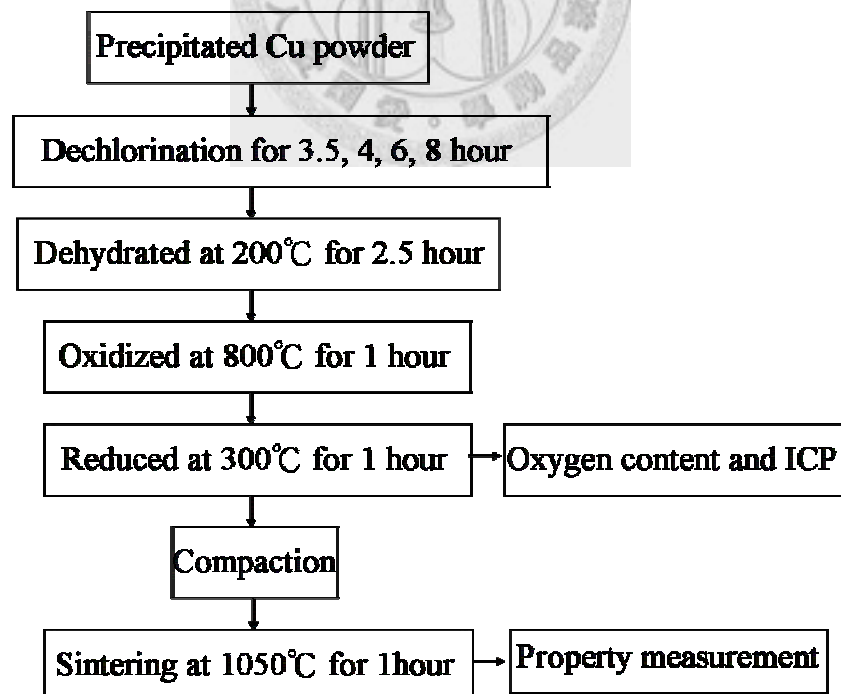 Precipitated Cu powder
Dechlorination for 3.5, 4, 6, 8 hour
Dehydrated at 200℃ for 2.5 hour
Oxidized at 800℃ for 1 hour
Reduced at 300℃ for 1 hour
Oxygen content and ICP
Compaction
Sintering at 1050℃ for 1hour
Property measurement